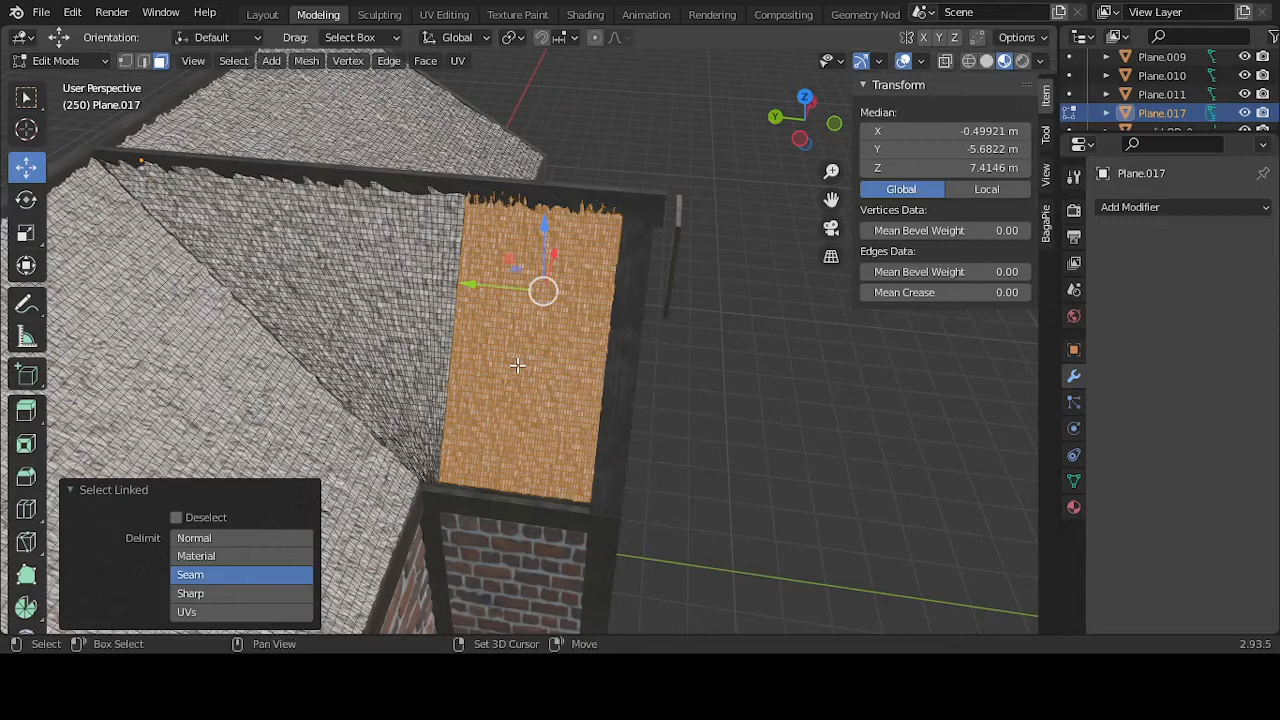 File Edit Render Window Help Layout Modeling Sculpting UV Editing Texture Paint Shading Animation Rendering Compositing Geometry Nod Scene View Layer
Orientation: Default Drag: Select Box Global X Y Z Options
Edit Mode View Select Add Mesh Vertex Edge Face UV
User Perspective
(250) Plane.017
Z
Y
Transform
Median:
X -0.49921 m
Y -5.6822 m
Z 7.4146 m
Global Local
Vertices Data:
Mean Bevel Weight 0.00
Edges Data:
Mean Bevel Weight 0.00
Mean Crease 0.00
Item
Tool
View
BagaPie
Plane.009
Plane.010
Plane.011
Plane.017
Plane.017
Add Modifier
Select Linked
Deselect
Delimit Normal
Material
Seam
Sharp
UVs
Select Box Select Pan View Set 3D Cursor Move 2.93.5